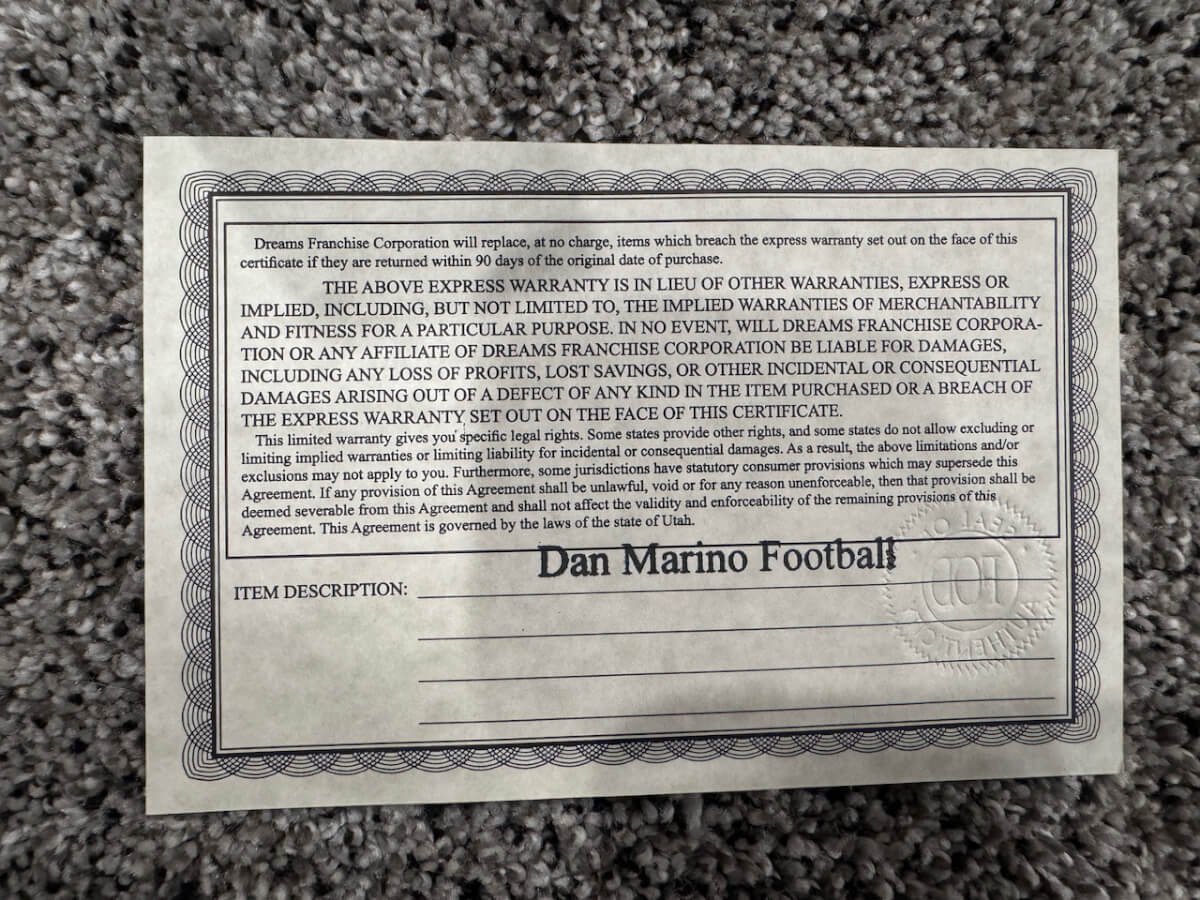 Dreams Franchise Corporation will replace, at no charge, items which breach the express warranty set out on the face of this
certificate if they are returned within 90 days of the original date of purchase.
THE ABOVE EXPRESS WARRANTY IS IN LIEU OF OTHER WARRANTIES, EXPRESS OR
IMPLIED, INCLUDING, BUT NOT LIMITED TO, THE IMPLIED WARRANTIES OF MERCHANTABILITY
AND FITNESS FOR A PARTICULAR PURPOSE. IN NO EVENT, WILL DREAMS FRANCHISE CORPORA-
TION OR ANY AFFILIATE OF DREAMS FRANCHISE CORPORATION BE LIABLE FOR DAMAGES,
INCLUDING ANY LOSS OF PROFITS, LOST SAVINGS, OR OTHER INCIDENTAL OR CONSEQUENTIAL
DAMAGES ARISING OUT OF A DEFECT OF ANY KIND IN THE ITEM PURCHASED OR A BREACH OF
THE EXPRESS WARRANTY SET OUT ON THE FACE OF THIS CERTIFICATE.
This limited warranty gives you specific legal rights. Some states provide other rights, and some states do not allow excluding or
limiting implied warranties or limiting liability for incidental or consequential damages. As a result, the above limitations and/or
exclusions may not apply to you. Furthermore, some jurisdictions have statutory consumer provisions which may supersede this
Agreement. If any provision of this Agreement shall be unlawful, void or for any reason unenforceable, then that provision shall be
deemed severable from this Agreement and shall not affect the validity and enforceability of the remaining provisions of this
Agreement. This Agreement is governed by the laws of the state of Utah.
Dan Marino Football
ITEM DESCRIPTION:
SEAL OF
FOD